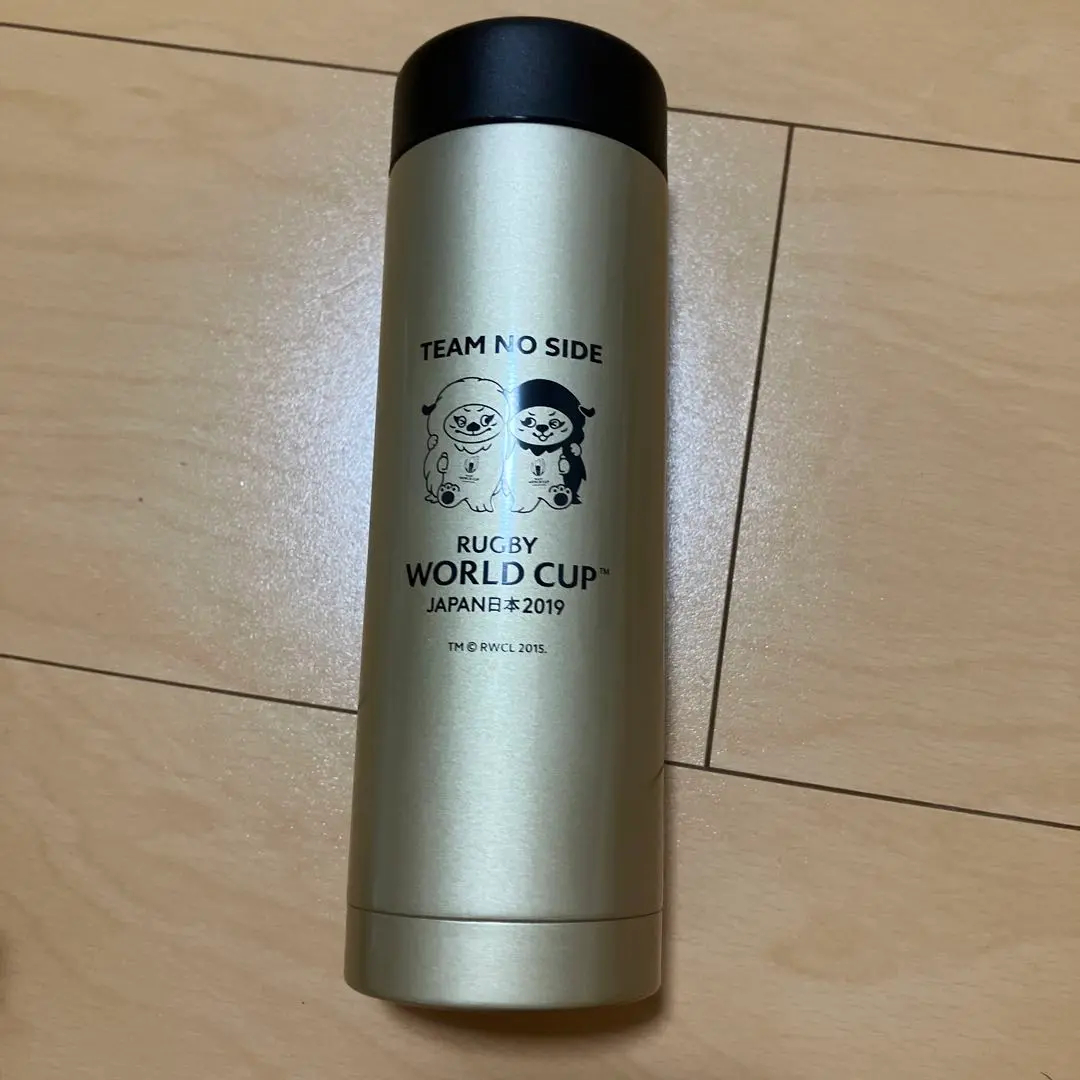 TEAM NO SIDE
RUGBY
WORLD CUP™
JAPAN日本2019
TM © RWCL 2015.